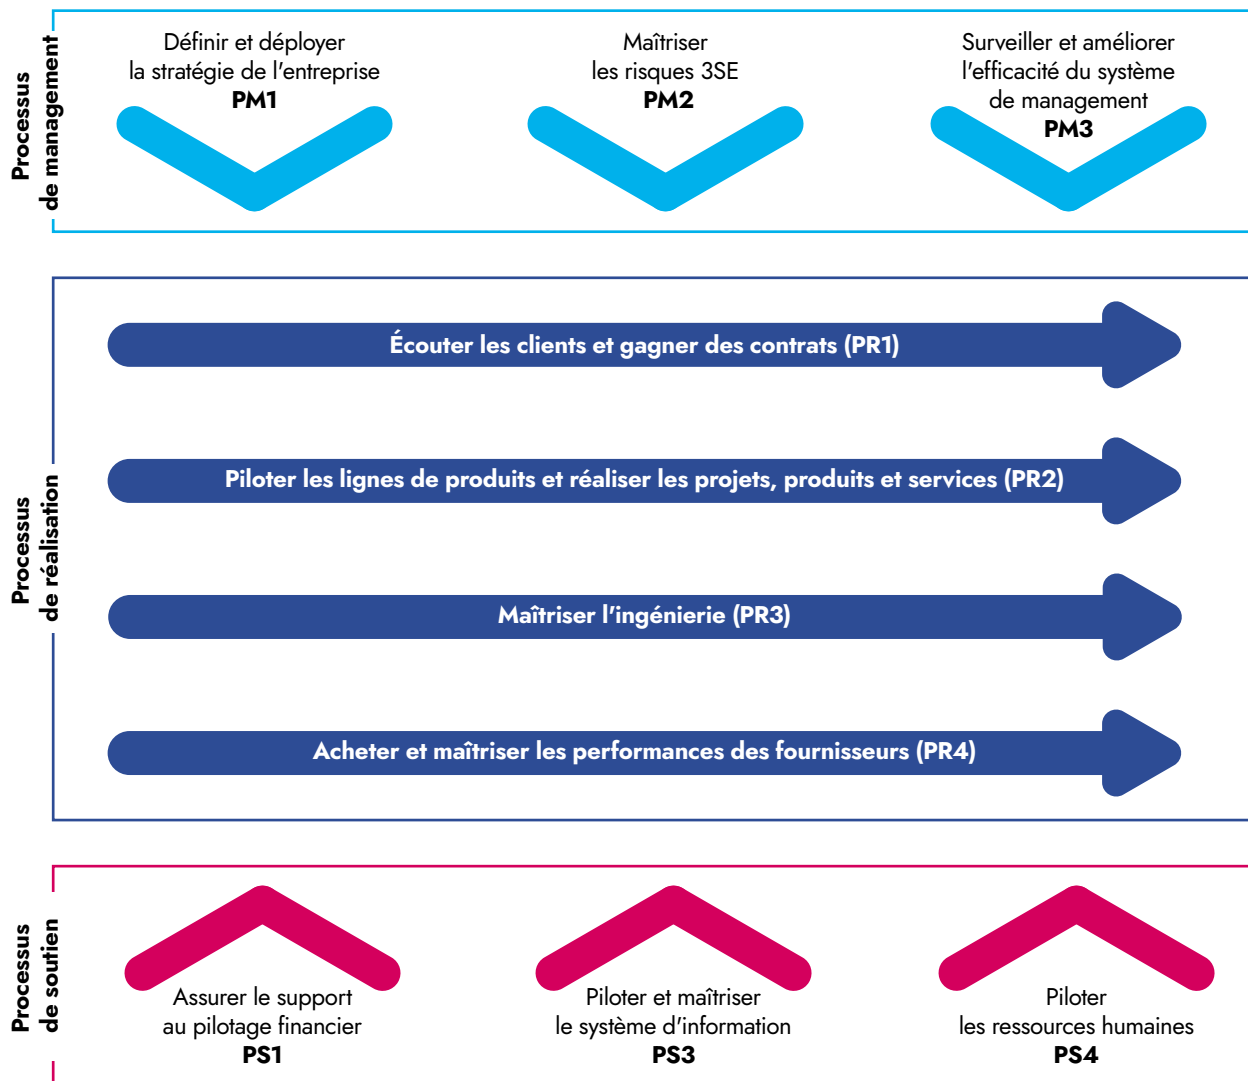 Processus
de management
Définir et déployer
la stratégie de l'entreprise
PM1
Maîtriser
les risques 3SE
PM2
Surveiller et améliorer
l'efficacité du système
de management
PM3
Processus
de réalisation
Écouter les clients et gagner des contrats (PR1)
Piloter les lignes de produits et réaliser les projets, produits et services (PR2)
Maîtriser l'ingénierie (PR3)
Acheter et maîtriser les performances des fournisseurs (PR4)
Processus
de soutien
Assurer le support
au pilotage financier
PS1
Piloter et maîtriser
le système d'information
PS3
Piloter
les ressources humaines
PS4